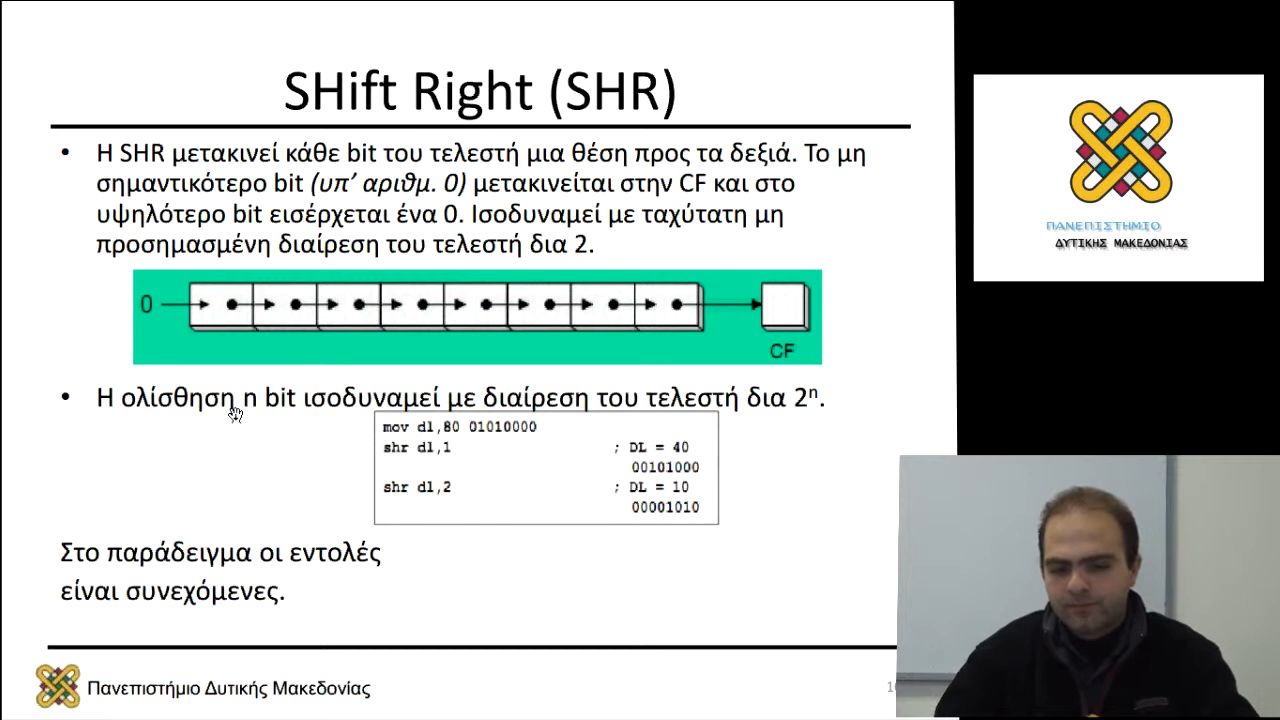 SHift Right (SHR)
• Η SHR μετακινεί κάθε bit του τελεστή μια θέση προς τα δεξιά. Το μη
σημαντικότερο bit (υπ’ αριθμ. 0) μετακινείται στην CF και στο
υψηλότερο bit εισέρχεται ένα 0. Ισοδυναμεί με ταχύτατη μη
προσημασμένη διαίρεση του τελεστή δια 2.
0
CF
• Η ολίσθηση n bit ισοδυναμεί με διαίρεση του τελεστή δια 2ⁿ.
mov dl,80 01010000
shr dl,1 ; DL = 40
00101000
shr dl,2 ; DL = 10
00001010
Στο παράδειγμα οι εντολές
είναι συνεχόμενες.
Πανεπιστήμιο Δυτικής Μακεδονίας
ΠΑΝΕΠΙΣΤΗΜΙΟ
ΔΥΤΙΚΗΣ ΜΑΚΕΔΟΝΙΑΣ